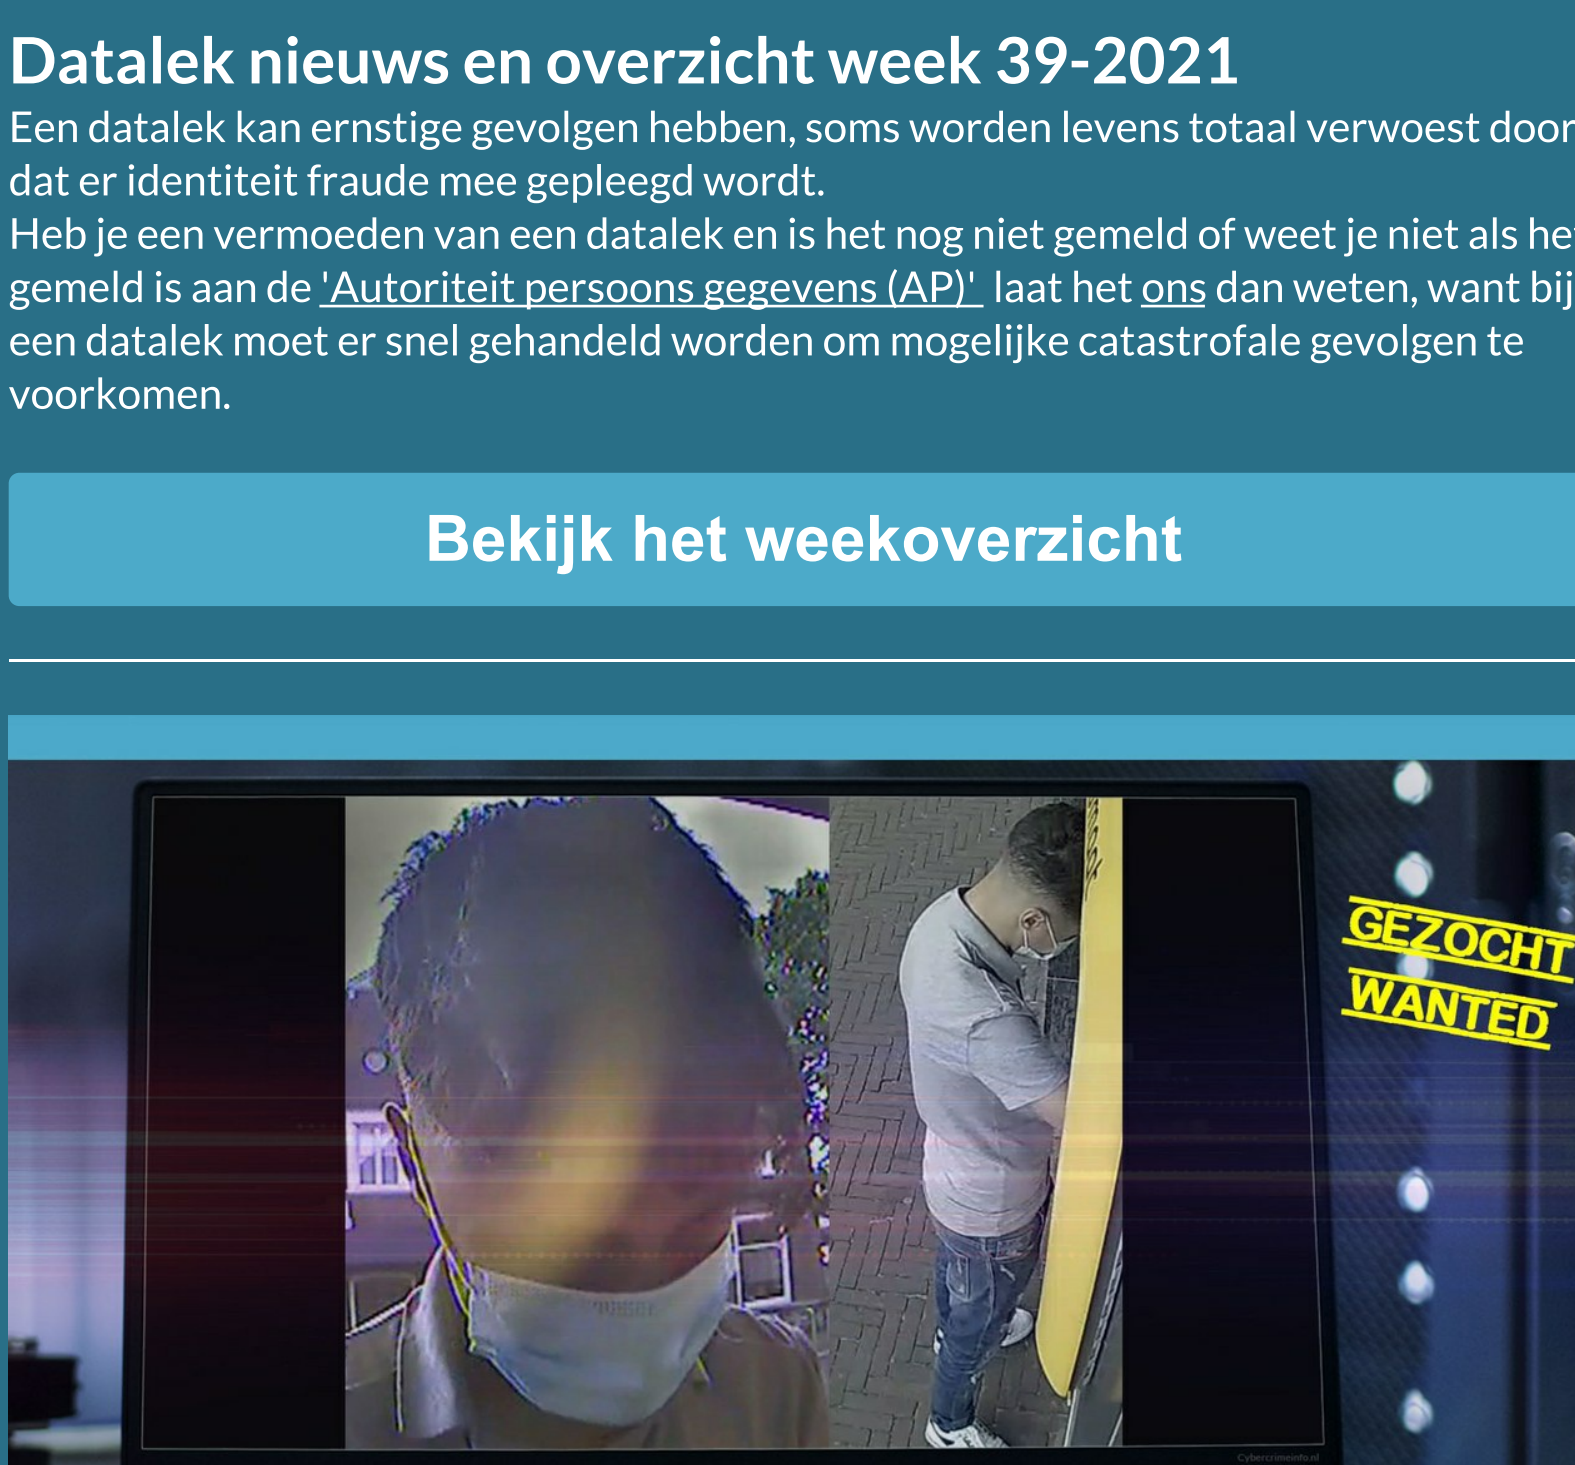 Datalek nieuws en overzicht week 39-2021
Een datalek kan ernstige gevolgen hebben, soms worden levens totaal verwoest door
dat er identiteit fraude mee gepleegd wordt.
Heb je een vermoeden van een datalek en is het nog niet gemeld of weet je niet als het
gemeld is aan de 'Autoriteit persoons gegevens (AP)' laat het ons dan weten, want bij
een datalek moet er snel gehandeld worden om mogelijke catastrofale gevolgen te
voorkomen.
Bekijk het weekoverzicht
GEZOCHT
WANTED
Cybercrimeinfo.nl